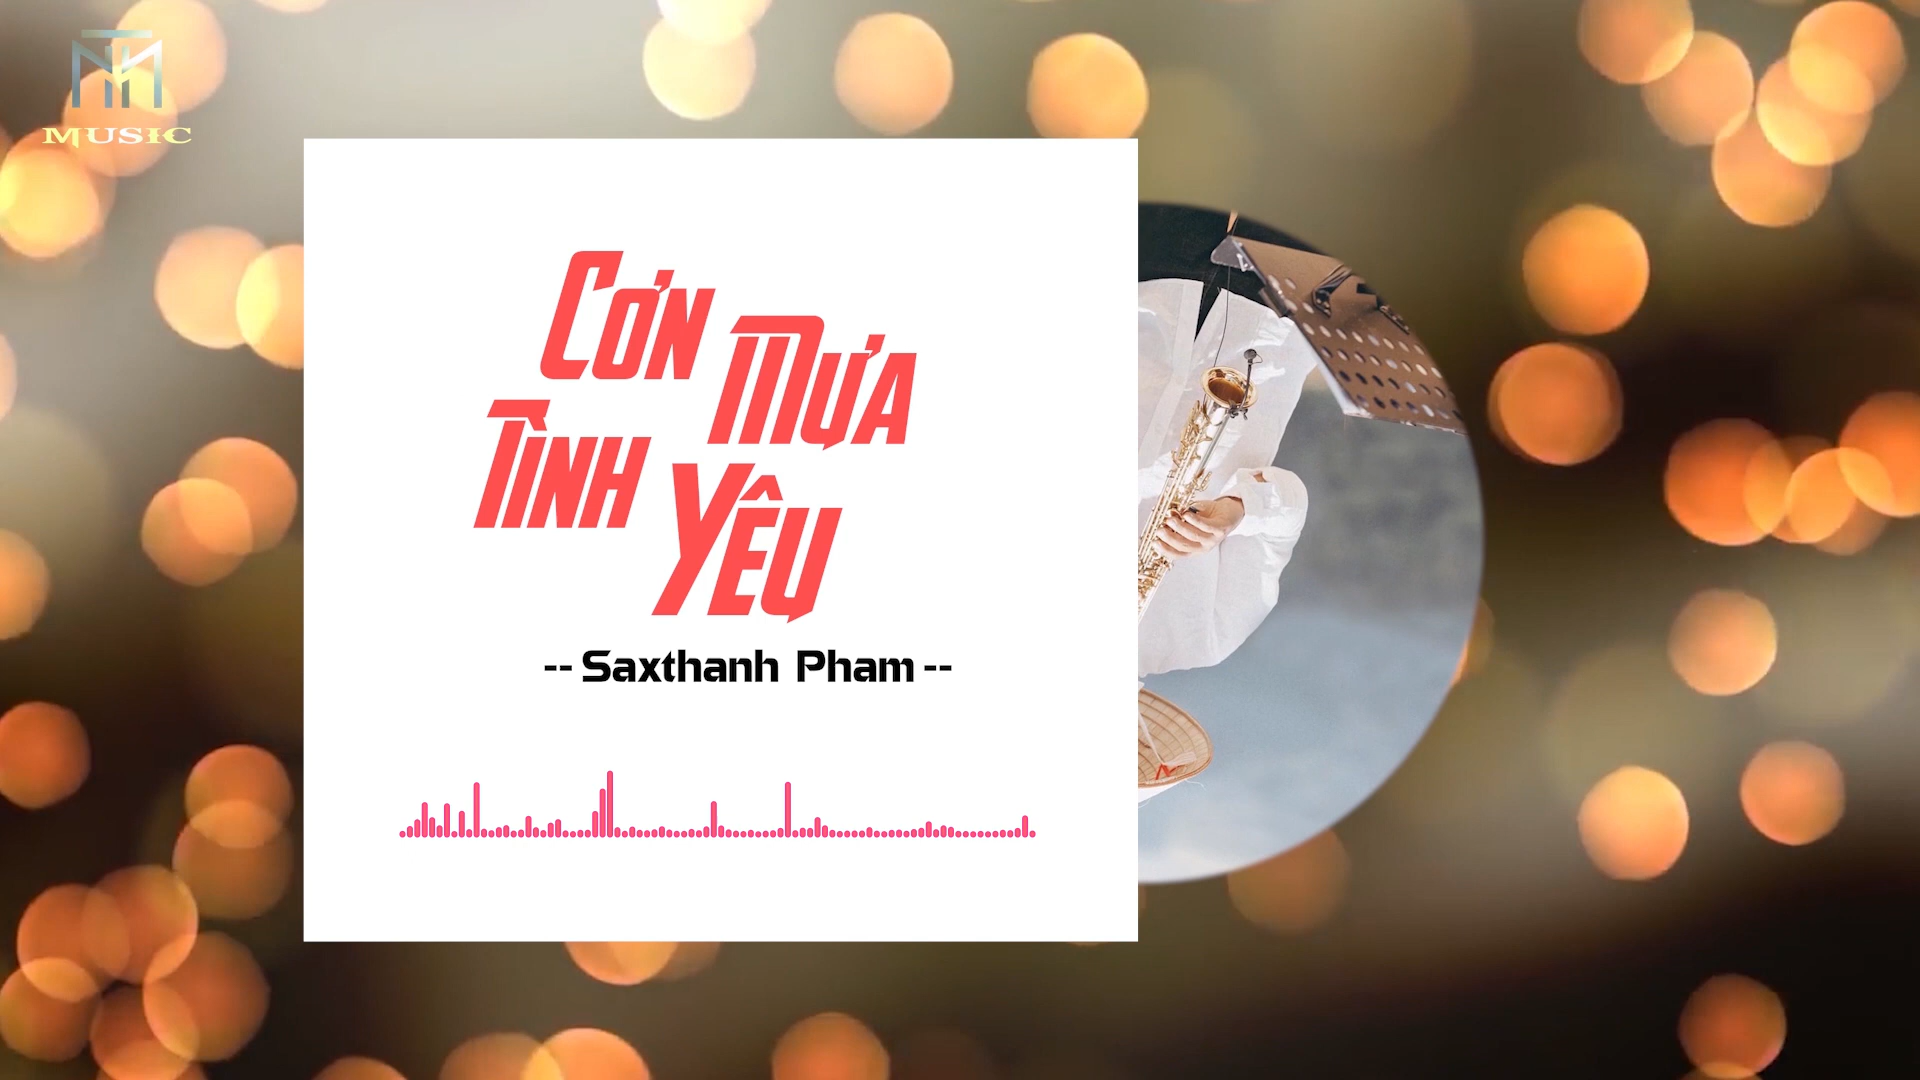 MUSIC
CƠN MƯA
TÌNH YÊU
-- Saxthanh Pham --